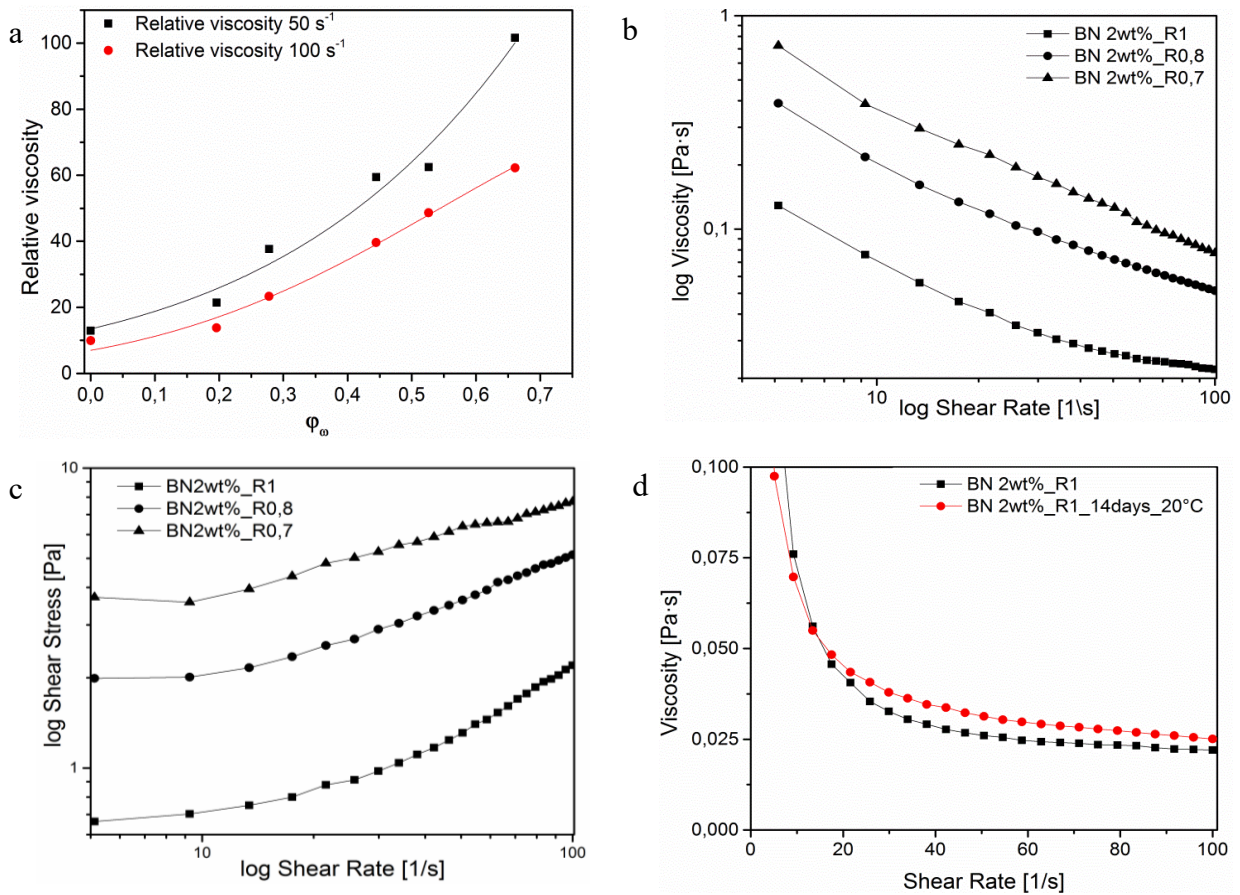 a
Relative viscosity 50 s⁻¹
Relative viscosity 100 s⁻¹
100
80
60
40
20
0
Relative viscosity
0,0 0,1 0,2 0,3 0,4 0,5 0,6 0,7
φω
b
BN 2wt%_R1
BN 2wt%_R0,8
BN 2wt%_R0,7
1
0.1
log Viscosity [Pa·s]
10 100
log Shear Rate [1\s]
c
BN2wt%_R1
BN2wt%_R0,8
BN2wt%_R0,7
10
1
log Shear Stress [Pa]
10 100
log Shear Rate [1/s]
d
BN 2wt%_R1
BN 2wt%_R1_14days_20°C
0,100
0,075
0,050
0,025
0,000
Viscosity [Pa·s]
0 20 40 60 80 100
Shear Rate [1/s]